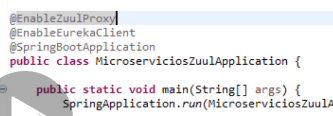 @EnableZuulProxy
@EnableEurekaClient
@SpringBootApplication
public class MicroserviciosZuulApplication {
public static void main(String[] args) {
SpringApplication.run(MicroserviciosZuulA